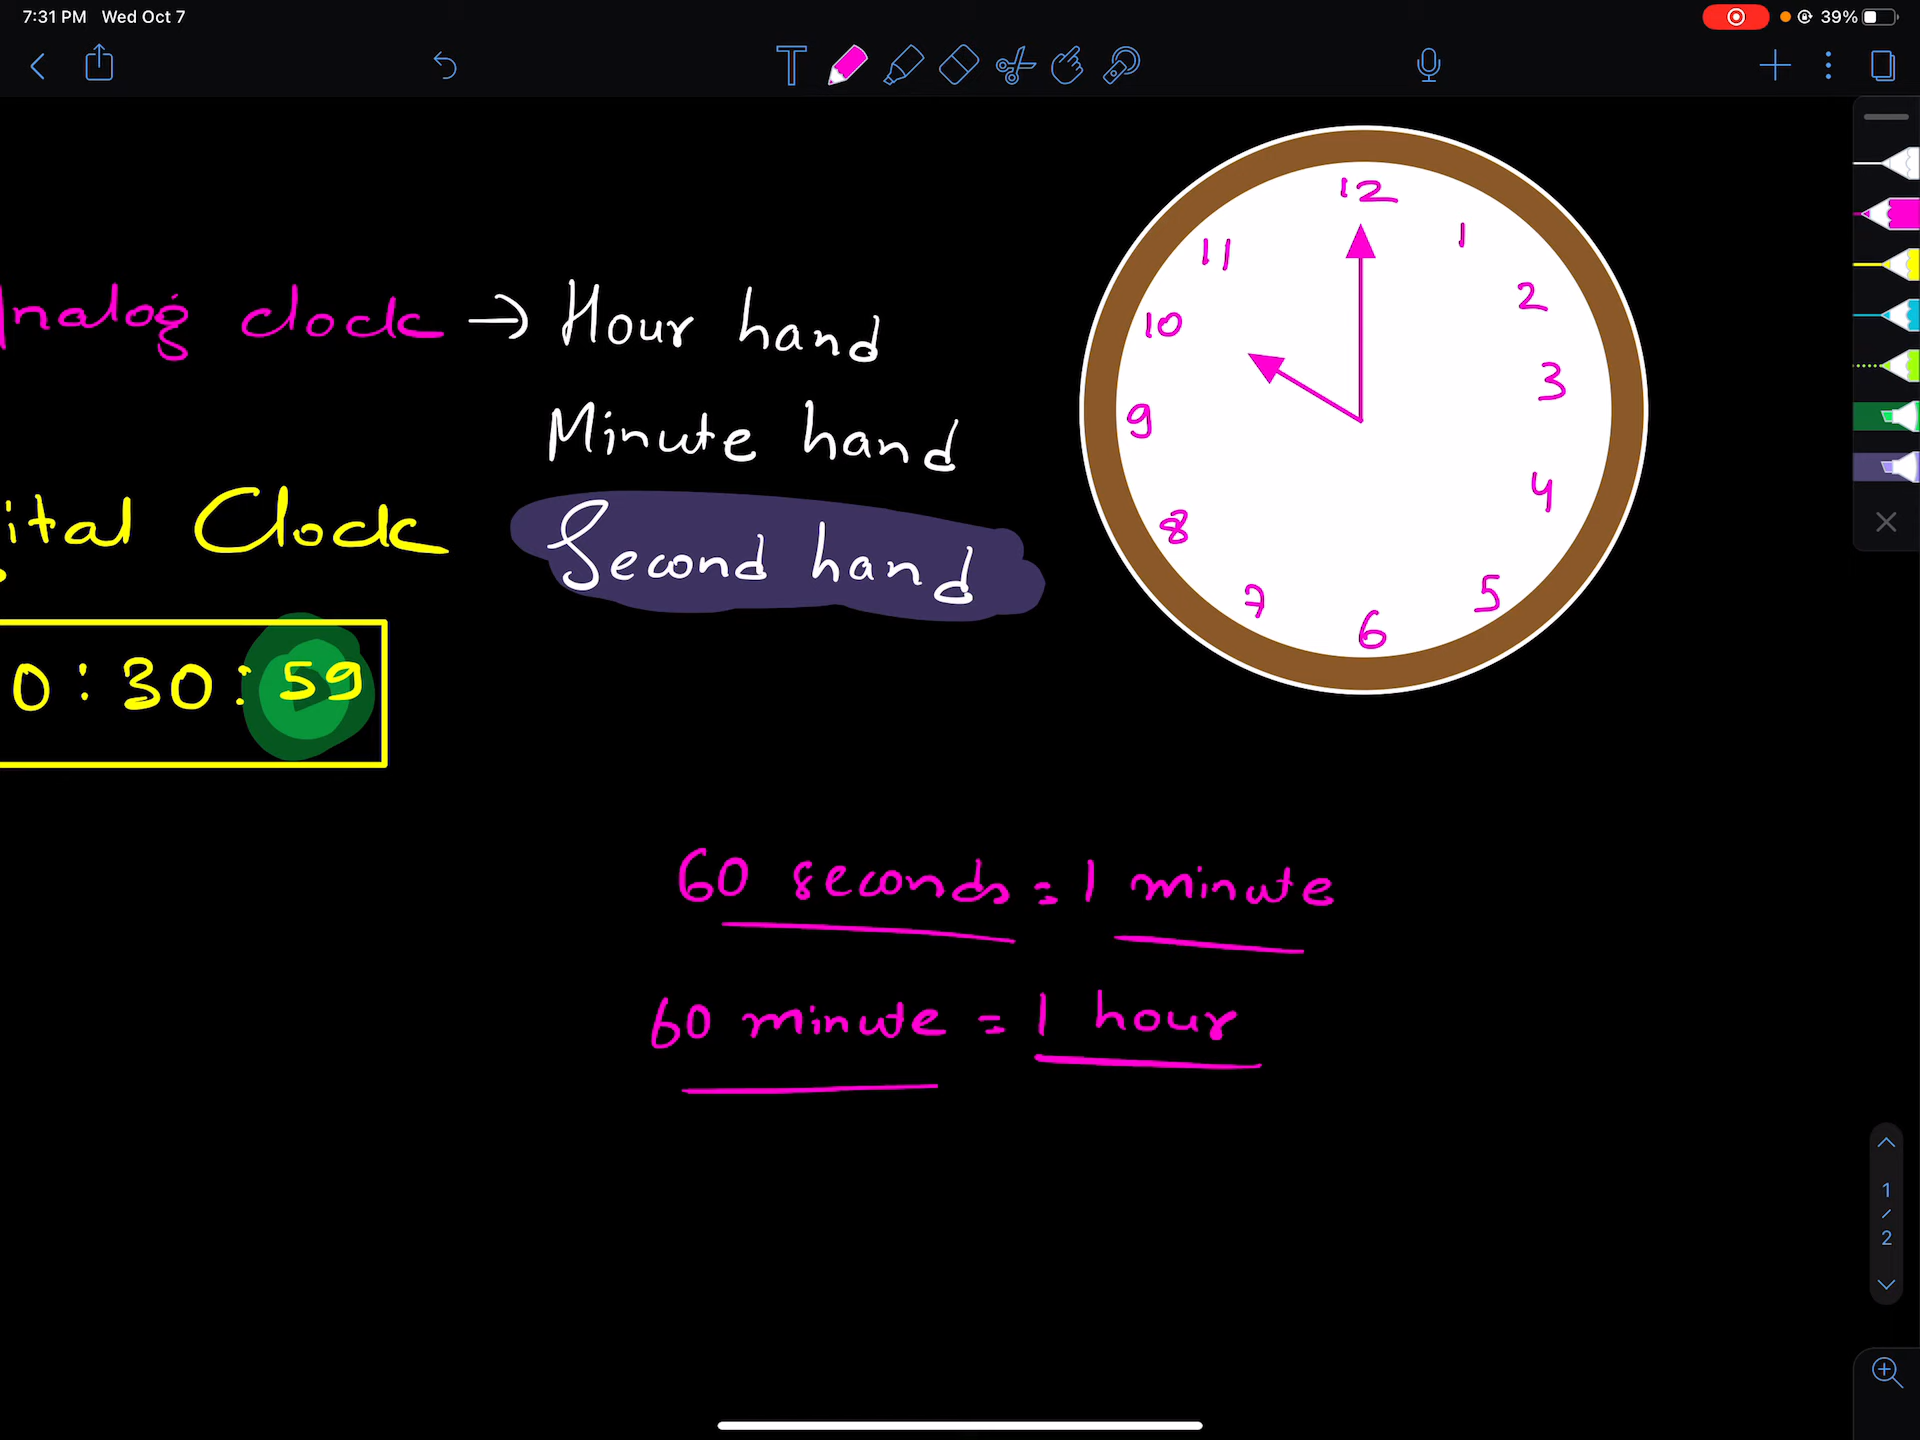 7:31 PM Wed Oct 7
39%
nalog clock → Hour hand
Minute hand
ital Clock
Second hand
0 : 30 : 59
12
1
2
3
4
5
6
7
8
9
10
11
60 seconds = 1 minute
60 minute = 1 hour
1
/
2